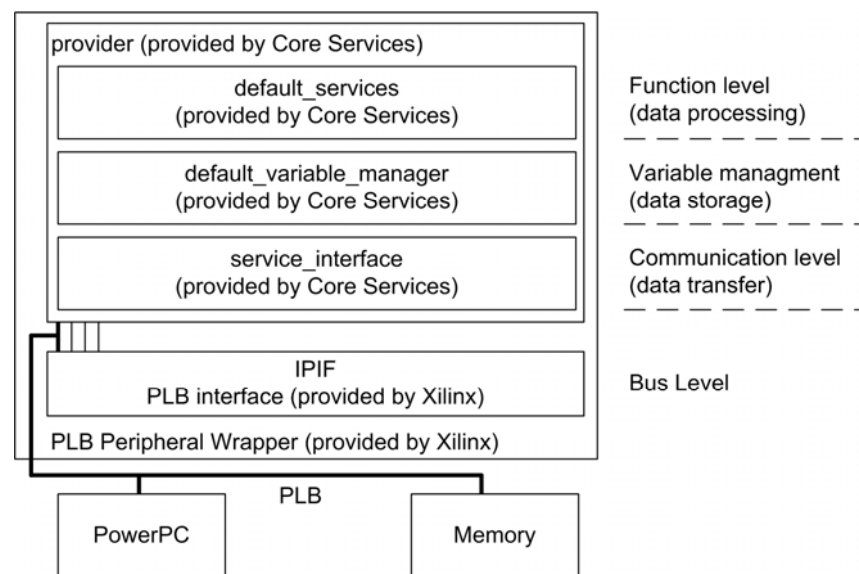 provider (provided by Core Services)
default_services
(provided by Core Services)
Function level
(data processing)
default_variable_manager
(provided by Core Services)
Variable managment
(data storage)
service_interface
(provided by Core Services)
Communication level
(data transfer)
IPIF
PLB interface (provided by Xilinx)
Bus Level
PLB Peripheral Wrapper (provided by Xilinx)
PLB
PowerPC
Memory